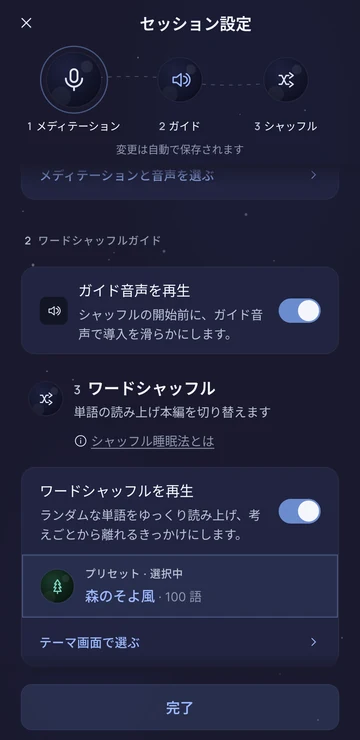 セッション設定
1 メディテーション
2 ガイド
3 シャッフル
変更は自動で保存されます
メディテーションと音声を選ぶ
2 ワードシャッフルガイド
ガイド音声を再生
シャッフルの開始前に、ガイド音
声で導入を滑らかにします。
3 ワードシャッフル
単語の読み上げ本編を切り替えます
シャッフル睡眠法とは
ワードシャッフルを再生
ランダムな単語をゆっくり読み上げ、考
えごとから離れるきっかけにします。
プリセット · 選択中
森のそよ風 · 100 語
テーマ画面で選ぶ
完了